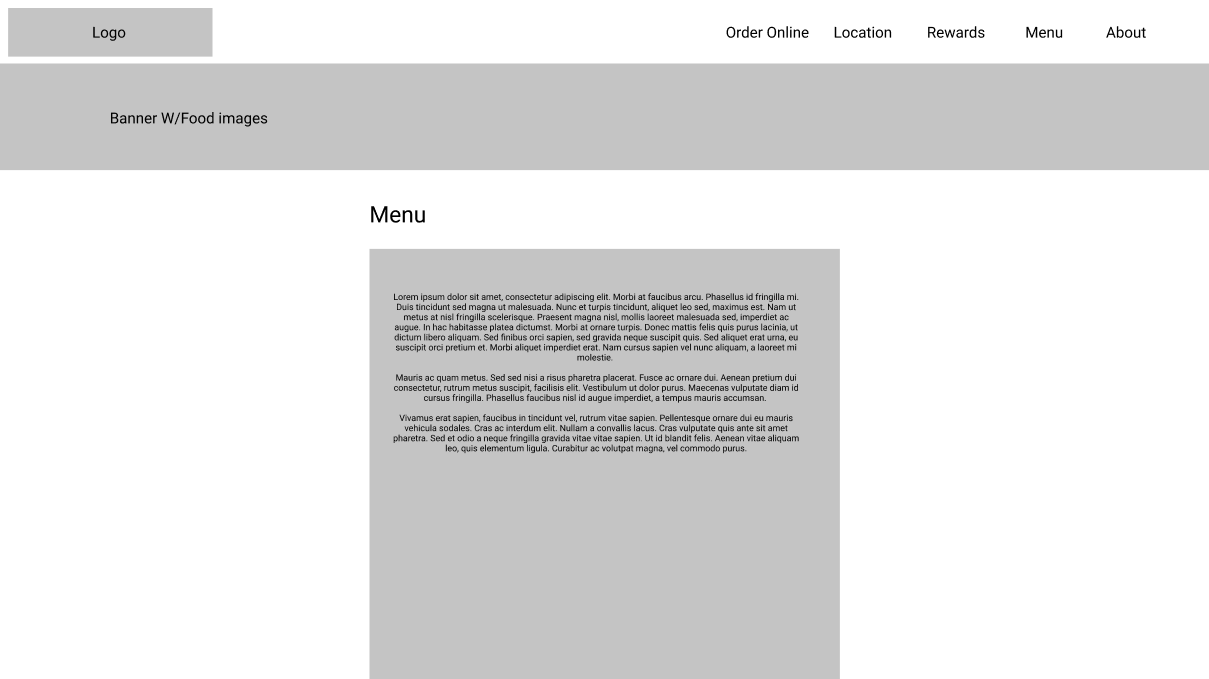 Logo
Order Online Location Rewards Menu About
Banner W/Food images
Menu
Lorem ipsum dolor sit amet, consectetur adipiscing elit. Morbi at faucibus arcu. Phasellus id fringilla mi.
Duis tincidunt sed magna ut malesuada. Nunc et turpis tincidunt, aliquet leo sed, maximus est. Nam ut
metus at nisl fringilla scelerisque. Praesent magna nisl, mollis laoreet malesuada sed, imperdiet ac
augue. In hac habitasse platea dictumst. Morbi at ornare turpis. Donec mattis felis quis purus lacinia, ut
dictum libero aliquam. Sed finibus orci sapien, sed gravida neque suscipit quis. Sed aliquet erat urna, eu
suscipit orci pretium et. Morbi aliquet imperdiet erat. Nam cursus sapien vel nunc aliquam, a laoreet mi
molestie.
Mauris ac quam metus. Sed sed nisi a risus pharetra placerat. Fusce ac ornare dui. Aenean pretium dui
consectetur, rutrum metus suscipit, facilisis elit. Vestibulum ut dolor purus. Maecenas vulputate diam id
cursus fringilla. Phasellus faucibus nisl id augue imperdiet, a tempus mauris accumsan.
Vivamus erat sapien, faucibus in tincidunt vel, rutrum vitae sapien. Pellentesque ornare dui eu mauris
vehicula sodales. Cras ac interdum elit. Nullam a convallis lacus. Cras vulputate quis ante sit amet
pharetra. Sed et odio a neque fringilla gravida vitae vitae sapien. Ut id blandit felis. Aenean vitae aliquam
leo, quis elementum ligula. Curabitur ac volutpat magna, vel commodo purus.